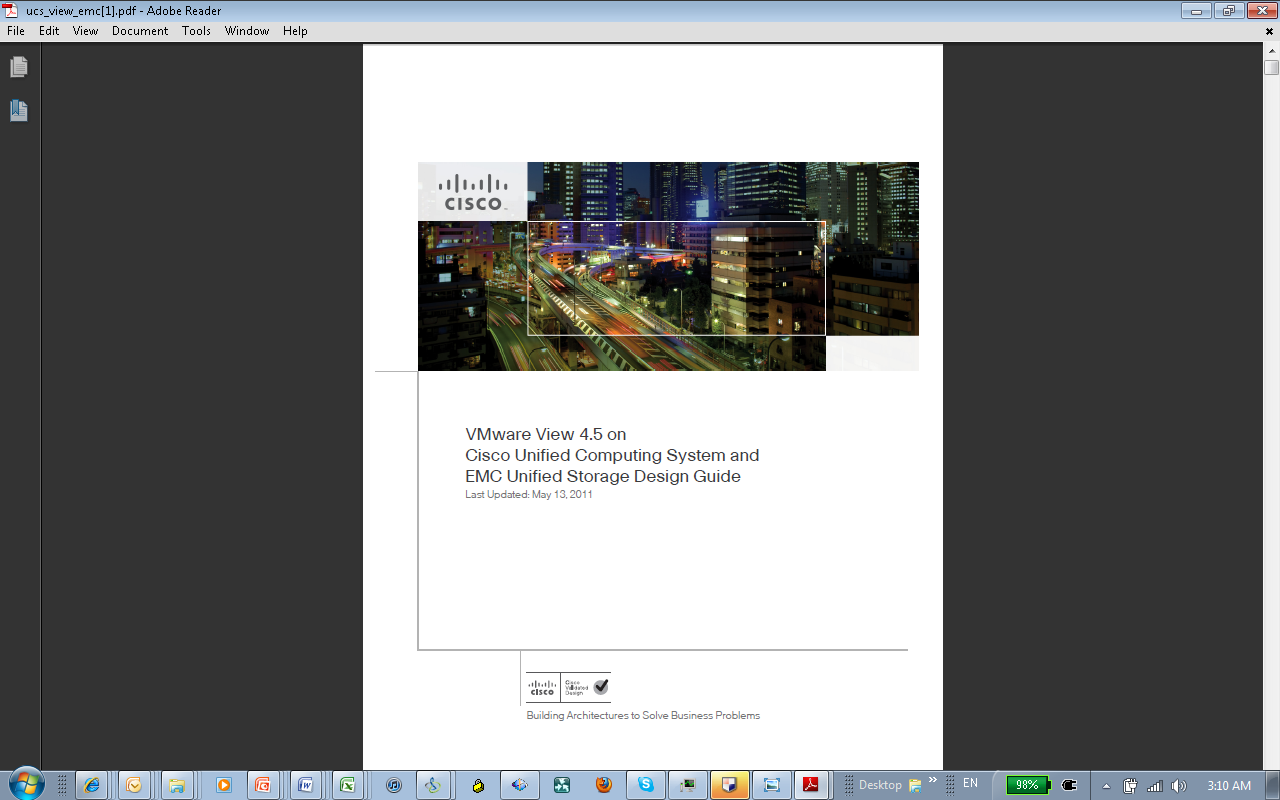 ucs_view_emc[1].pdf - Adobe Reader
File Edit View Document Tools Window Help
CISCO
VMware View 4.5 on
Cisco Unified Computing System and
EMC Unified Storage Design Guide
Last Updated: May 13, 2011
CISCO
Cisco
Validated
Design
Building Architectures to Solve Business Problems
Desktop » EN 98% 3:10 AM